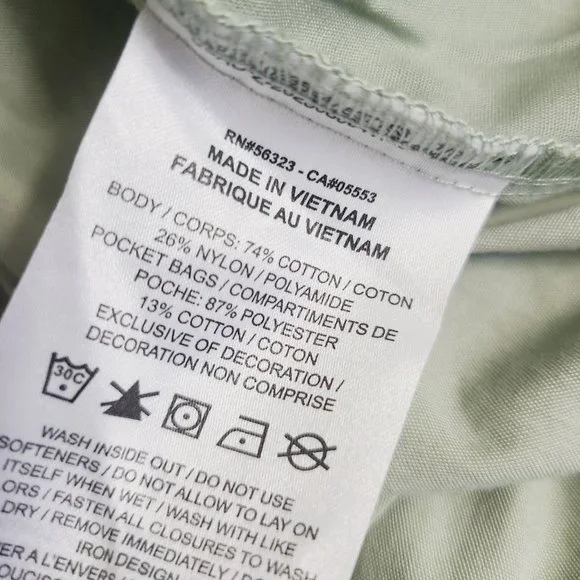 RN#56323 - CA#05553
MADE IN VIETNAM
FABRIQUE AU VIETNAM
BODY / CORPS: 74% COTTON / COTON
26% NYLON / POLYAMIDE
POCKET BAGS / COMPARTIMENTS DE
POCHE: 87% POLYESTER
13% COTTON / COTON
EXCLUSIVE OF DECORATION /
DECORATION NON COMPRISE
30C
WASH INSIDE OUT / DO NOT USE
SOFTENERS / DO NOT ALLOW TO LAY ON
ITSELF WHEN WET / WASH WITH LIKE
ORS / FASTEN ALL CLOSURES TO WASH
DRY / REMOVE IMMEDIATELY / DO
IRON DESIGN
ER A L'ENVERS